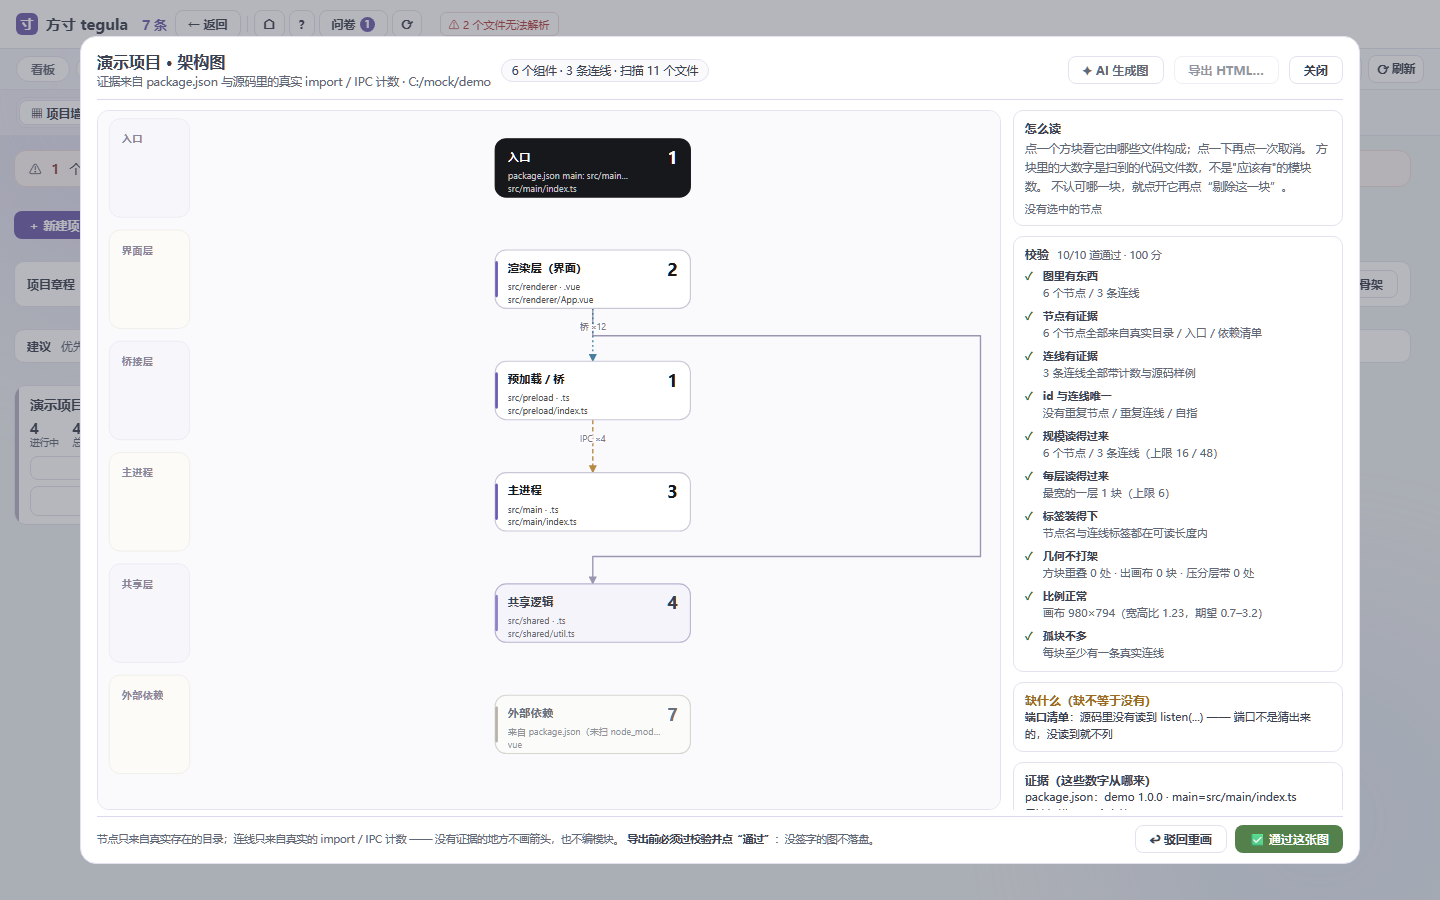 方寸 tegula 7 条 ← 返回 ? 问卷 1 ⚠ 2 个文件无法解析
看板 刷新
项目墙
⚠ 1 个
+ 新建项
项目章程 骨架
建议 优先
演示项目
4 4
进行中 总
演示项目 • 架构图
证据来自 package.json 与源码里的真实 import / IPC 计数 · C:/mock/demo
6 个组件 · 3 条连线 · 扫描 11 个文件
✦ AI 生成图 导出 HTML... 关闭
入口
入口 1
package.json main: src/main...
src/main/index.ts
界面层
渲染层（界面） 2
src/renderer · .vue
src/renderer/App.vue
桥 ×12
桥接层
预加载 / 桥 1
src/preload · .ts
src/preload/index.ts
IPC ×4
主进程
主进程 3
src/main · .ts
src/main/index.ts
共享层
共享逻辑 4
src/shared · .ts
src/shared/util.ts
外部依赖
外部依赖 7
来自 package.json（未扫 node_mod...
vue
怎么读
点一个方块看它由哪些文件构成；点一下再点一次取消。 方
块里的大数字是扫到的代码文件数，不是"应该有"的模块
数。 不认可哪一块，就点开它再点 “剔除这一块” 。
没有选中的节点
校验 10/10 道通过 · 100 分
✓ 图里有东西
6 个节点 / 3 条连线
✓ 节点有证据
6 个节点全部来自真实目录 / 入口 / 依赖清单
✓ 连线有证据
3 条连线全部带计数与源码样例
✓ id 与连线唯一
没有重复节点 / 重复连线 / 自指
✓ 规模读得过来
6 个节点 / 3 条连线（上限 16 / 48）
✓ 每层读得过来
最宽的一层 1 块（上限 6）
✓ 标签装得下
节点名与连线标签都在可读长度内
✓ 几何不打架
方块重叠 0 处 · 出画布 0 块 · 压分层带 0 处
✓ 比例正常
画布 980×794（宽高比 1.23，期望 0.7–3.2）
✓ 孤块不多
每块至少有一条真实连线
缺什么（缺不等于没有）
端口清单：源码里没有读到 listen(...) —— 端口不是猜出来
的，没读到就不列
证据（这些数字从哪来）
package.json：demo 1.0.0 · main=src/main/index.ts
节点只来自真实存在的目录；连线只来自真实的 import / IPC 计数 —— 没有证据的地方不画箭头，也不编模块。 导出前必须过校验并点 “通过” ：没签字的图不落盘。
↩ 驳回重画 ✅ 通过这张图